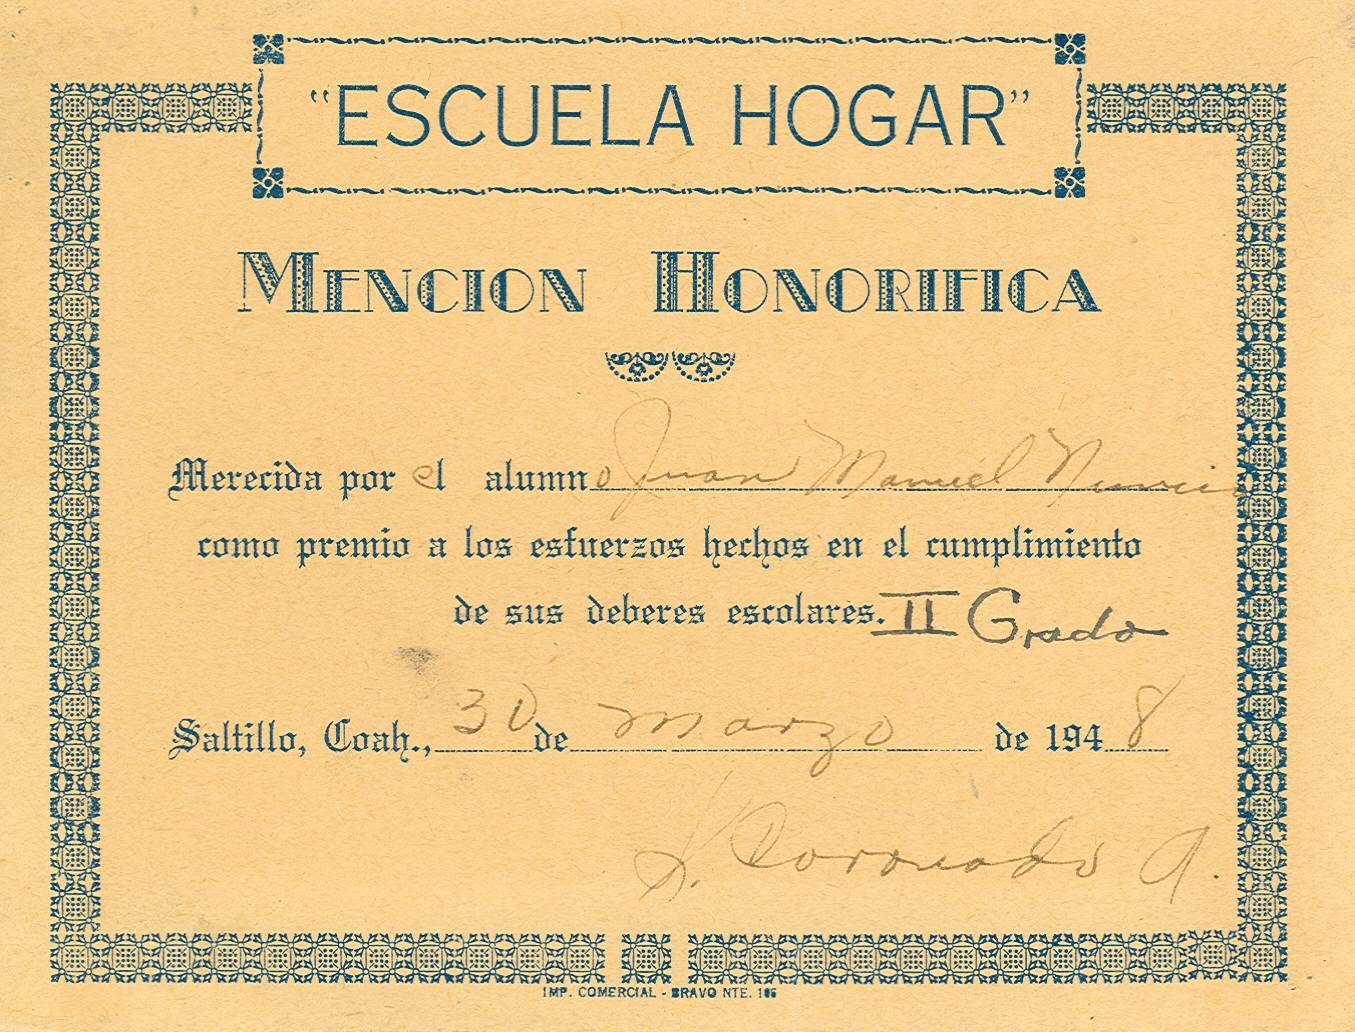 "ESCUELA HOGAR"
MENCION HONORIFICA
Merecida por el alumno Juan Manuel
como premio a los esfuerzos hechos en el cumplimiento
de sus deberes escolares. II Grado
Saltillo, Coah., 30 de marzo de 1948
Coronado
IMP. COMERCIAL - BRAVO NTE.